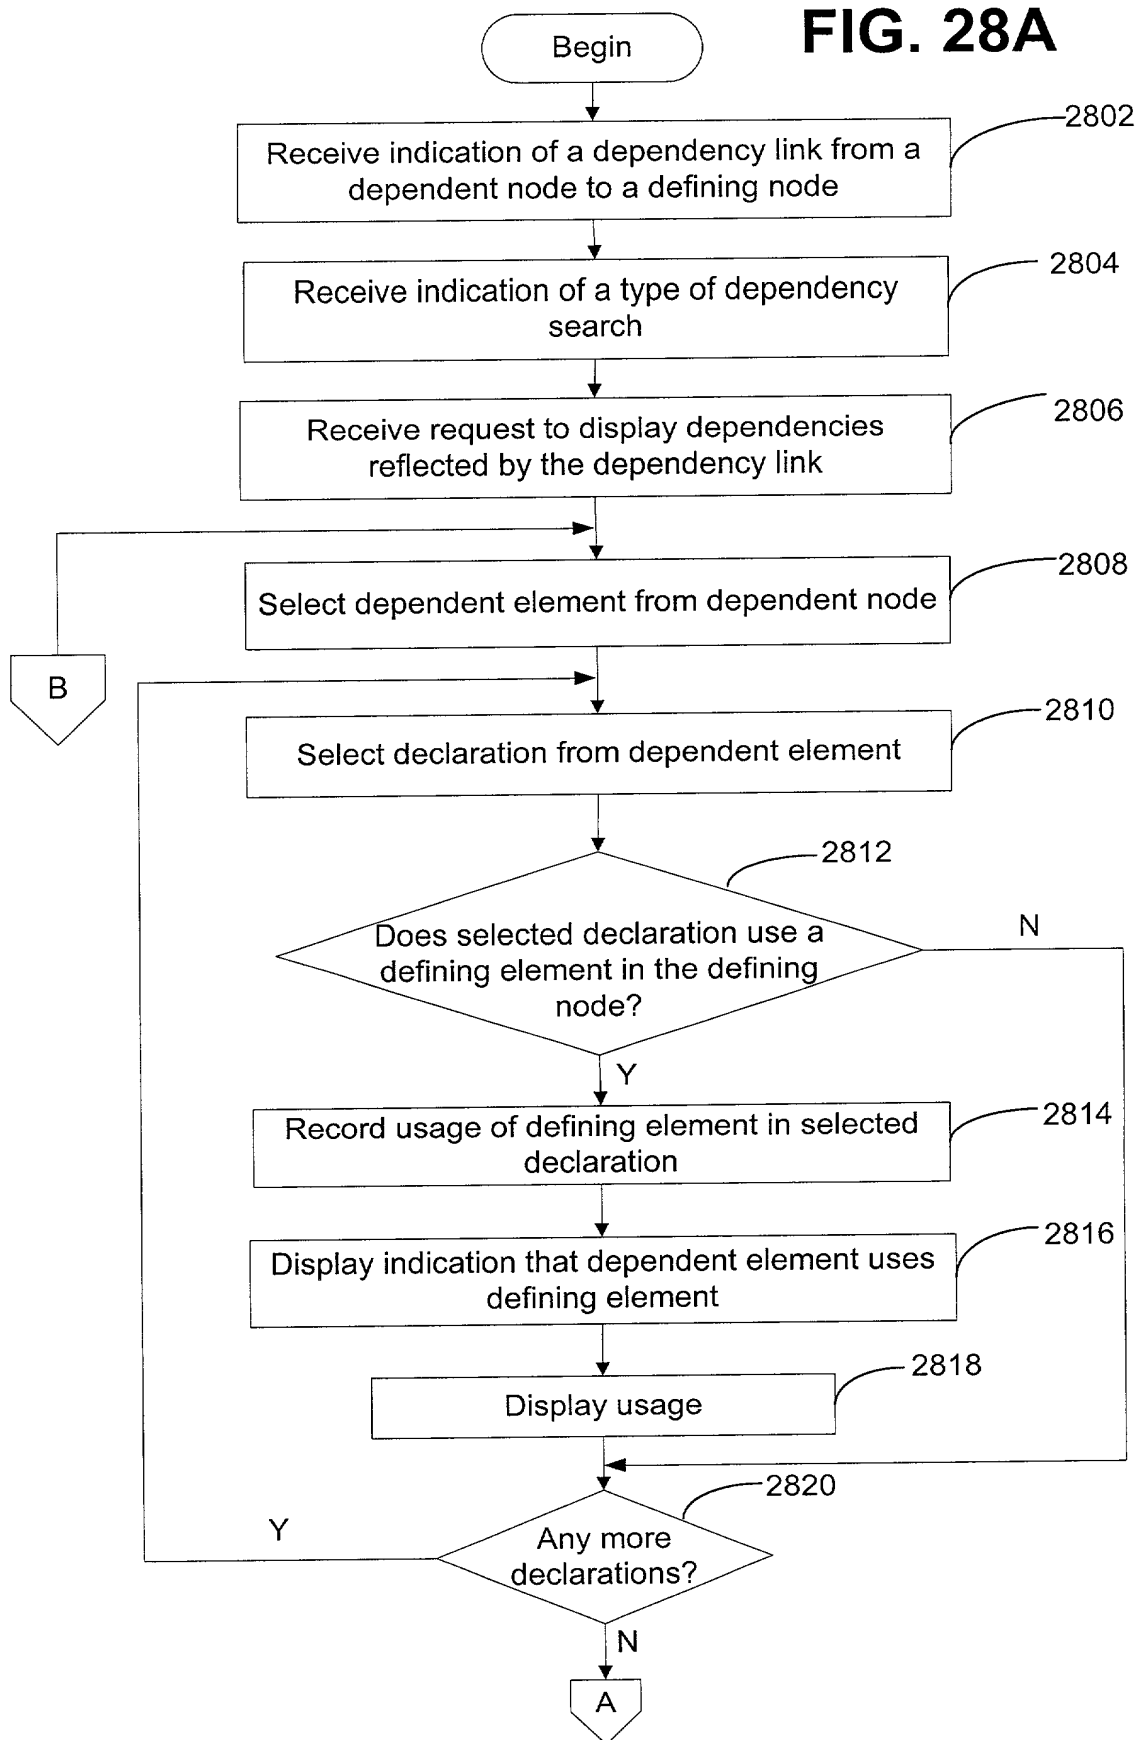 FIG. 28A
Begin
2802
Receive indication of a dependency link from a
dependent node to a defining node
2804
Receive indication of a type of dependency
search
2806
Receive request to display dependencies
reflected by the dependency link
2808
Select dependent element from dependent node
B
2810
Select declaration from dependent element
2812
N
Does selected declaration use a
defining element in the defining
node?
Y
2814
Record usage of defining element in selected
declaration
2816
Display indication that dependent element uses
defining element
2818
Display usage
2820
Y
Any more
declarations?
N
A